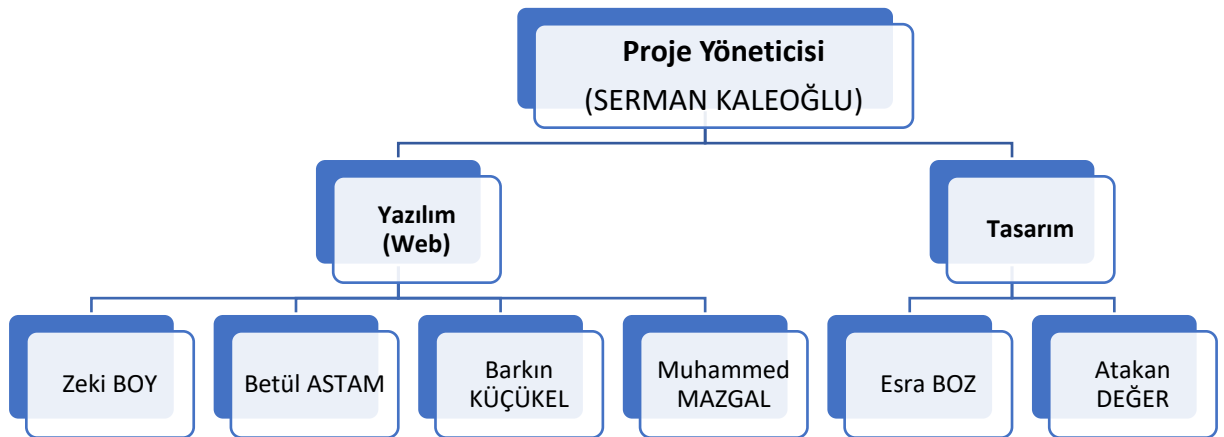 Proje Yöneticisi
(SERMAN KALEOĞLU)
Yazılım
(Web)
Tasarım
Zeki BOY
Betül ASTAM
Barkın
KÜÇÜKEL
Muhammed
MAZGAL
Esra BOZ
Atakan
DEĞER